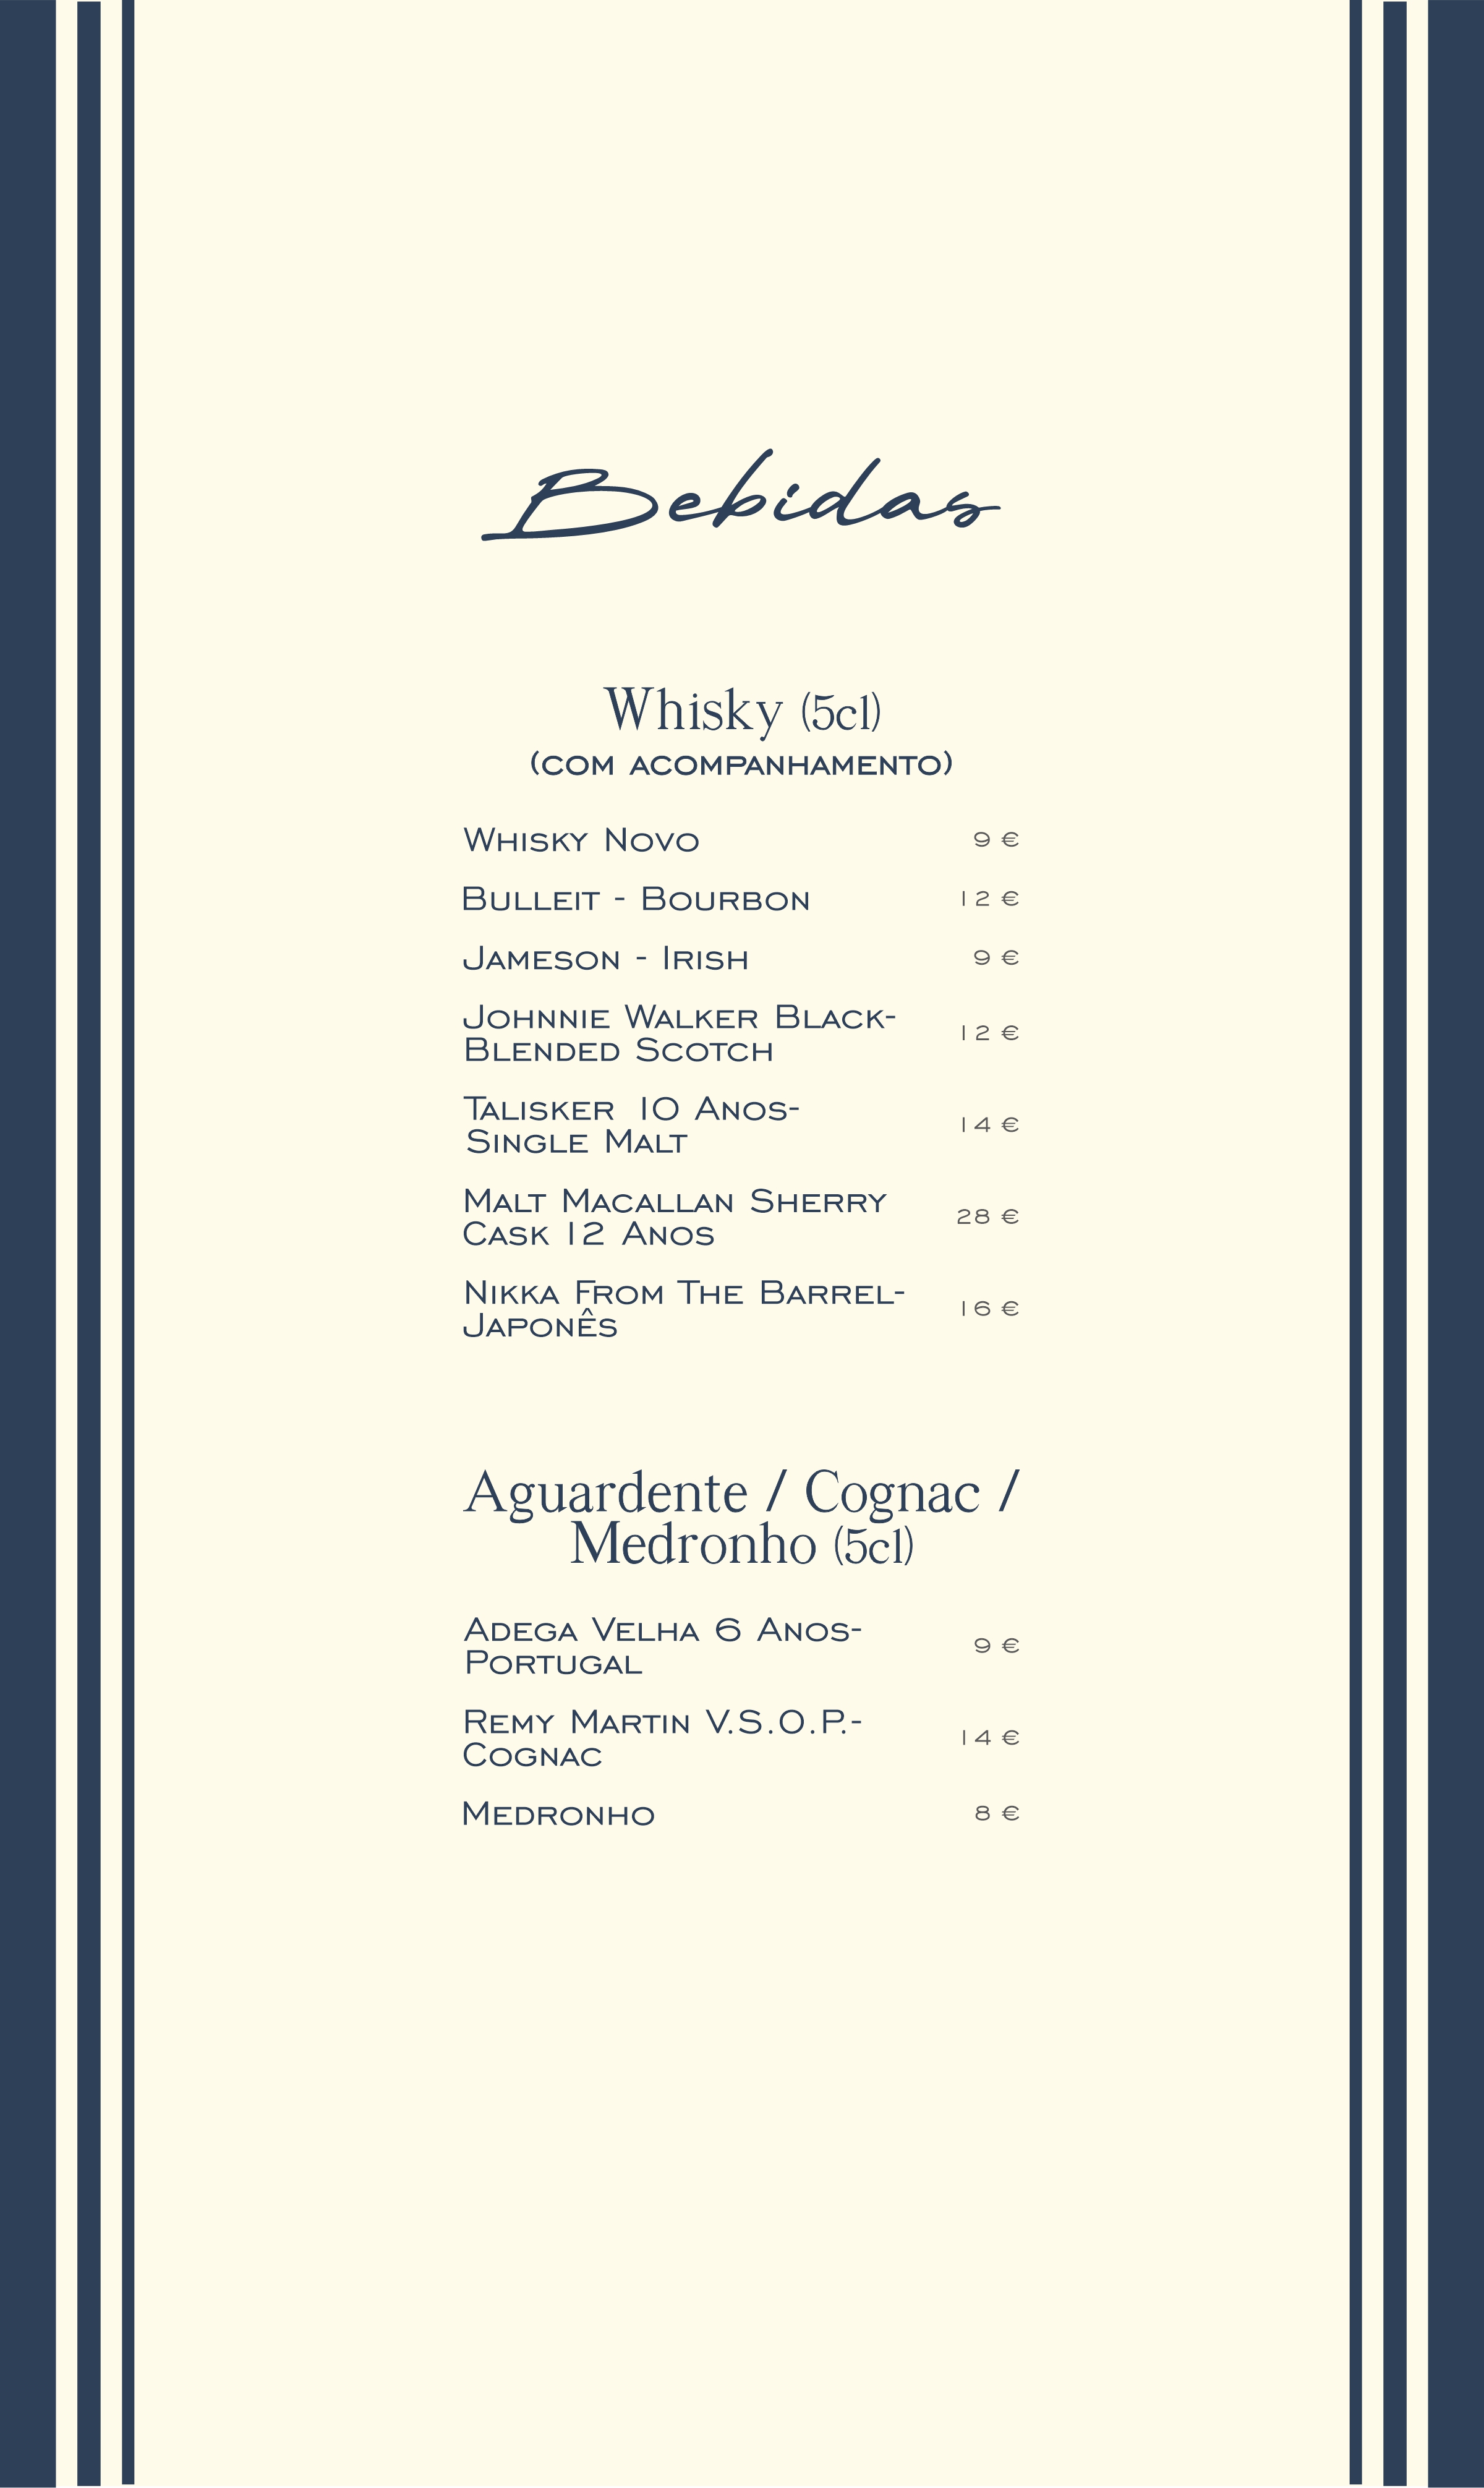 Bebidas
Whisky (5cl)
(COM ACOMPANHAMENTO)
Whisky Novo 9 €
Bulleit - Bourbon 12 €
Jameson - Irish 9 €
Johnnie Walker Black-
Blended Scotch 12 €
Talisker 10 Anos-
Single Malt 14 €
Malt Macallan Sherry
Cask 12 Anos 28 €
Nikka From The Barrel-
Japonês 16 €
Aguardente / Cognac /
Medronho (5cl)
Adega Velha 6 Anos-
Portugal 9 €
Remy Martin V.S.O.P.-
Cognac 14 €
Medronho 8 €